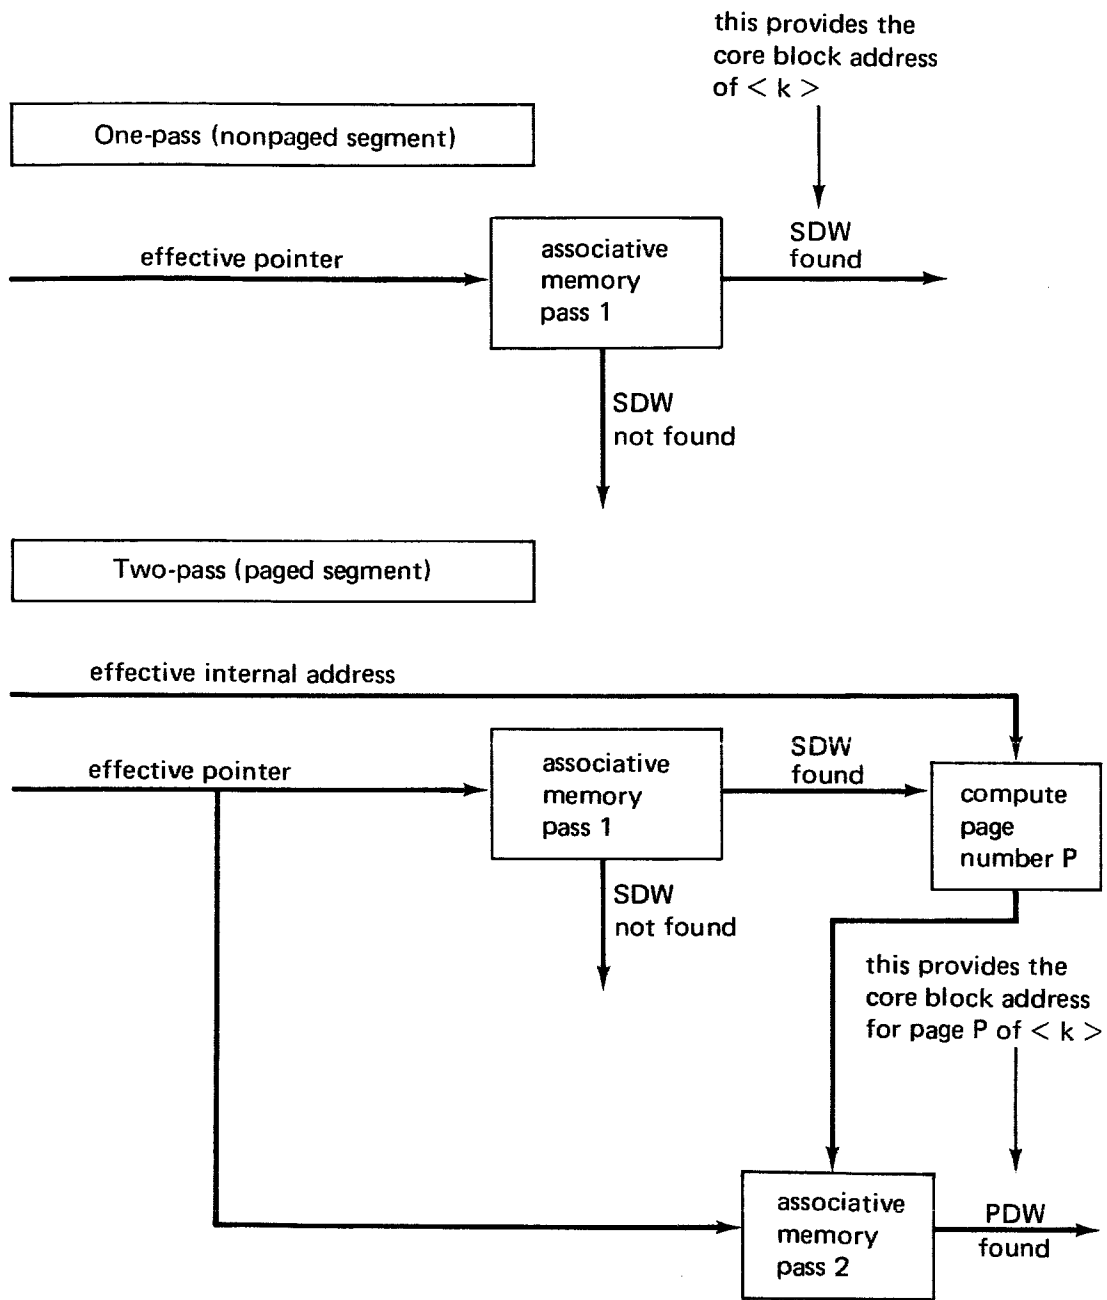 this provides the
core block address
of < k >
One-pass (nonpaged segment)
effective pointer
associative
memory
pass 1
SDW
found
SDW
not found
Two-pass (paged segment)
effective internal address
effective pointer
associative
memory
pass 1
SDW
found
compute
page
number P
SDW
not found
this provides the
core block address
for page P of < k >
associative
memory
pass 2
PDW
found